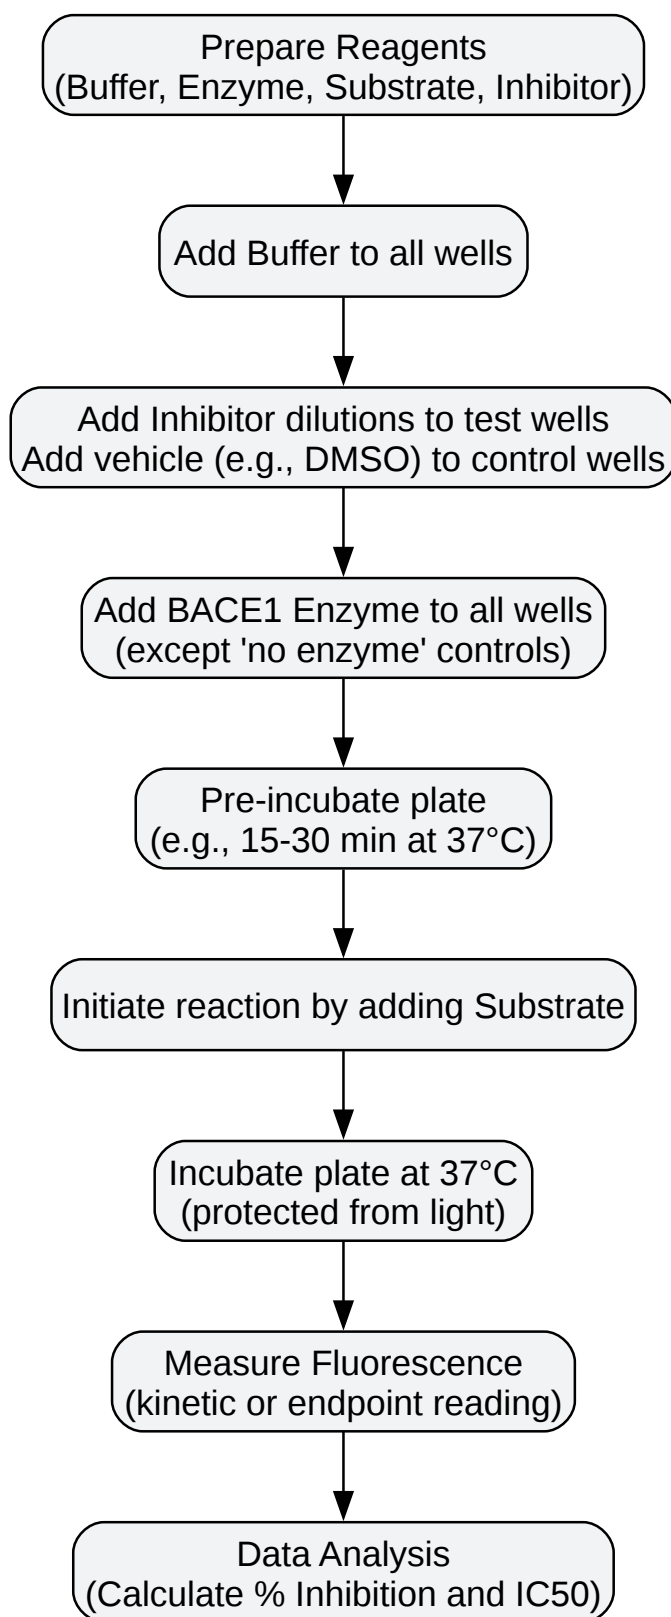 Prepare Reagents
(Buffer, Enzyme, Substrate, Inhibitor)
Add Buffer to all wells
Add Inhibitor dilutions to test wells
Add vehicle (e.g., DMSO) to control wells
Add BACE1 Enzyme to all wells
(except 'no enzyme' controls)
Pre-incubate plate
(e.g., 15-30 min at 37°C)
Initiate reaction by adding Substrate
Incubate plate at 37°C
(protected from light)
Measure Fluorescence
(kinetic or endpoint reading)
Data Analysis
(Calculate % Inhibition and IC50)